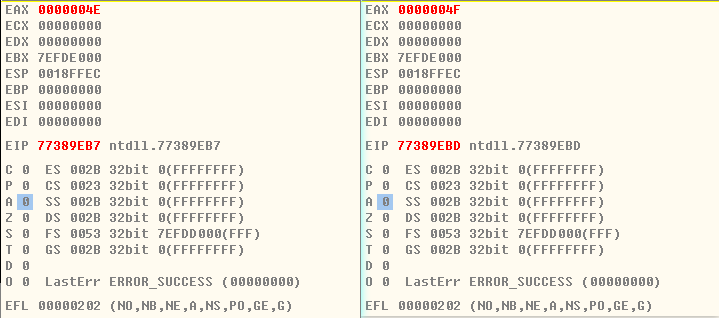 EAX 0000004E
ECX 00000000
EDX 00000000
EBX 7EFDE000
ESP 0018FFEC
EBP 00000000
ESI 00000000
EDI 00000000
EIP 77389EB7 ntdll.77389EB7
C 0 ES 002B 32bit 0(FFFFFFFF)
P 0 CS 0023 32bit 0(FFFFFFFF)
A 0 SS 002B 32bit 0(FFFFFFFF)
Z 0 DS 002B 32bit 0(FFFFFFFF)
S 0 FS 0053 32bit 7EFDD000(FFF)
T 0 GS 002B 32bit 0(FFFFFFFF)
D 0
O 0 LastErr ERROR_SUCCESS (00000000)
EFL 00000202 (NO,NB,NE,A,NS,PO,GE,G)
EAX 0000004F
ECX 00000000
EDX 00000000
EBX 7EFDE000
ESP 0018FFEC
EBP 00000000
ESI 00000000
EDI 00000000
EIP 77389EBD ntdll.77389EBD
C 0 ES 002B 32bit 0(FFFFFFFF)
P 0 CS 0023 32bit 0(FFFFFFFF)
A 0 SS 002B 32bit 0(FFFFFFFF)
Z 0 DS 002B 32bit 0(FFFFFFFF)
S 0 FS 0053 32bit 7EFDD000(FFF)
T 0 GS 002B 32bit 0(FFFFFFFF)
D 0
O 0 LastErr ERROR_SUCCESS (00000000)
EFL 00000202 (NO,NB,NE,A,NS,PO,GE,G)